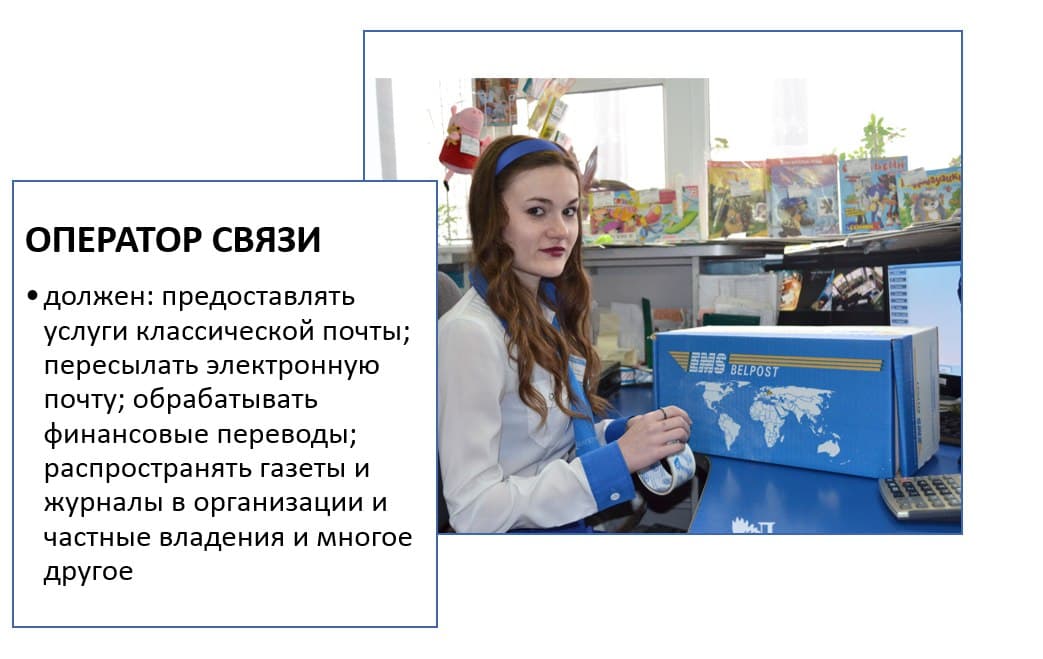 ОПЕРАТОР СВЯЗИ
• должен: предоставлять
услуги классической почты;
пересылать электронную
почту; обрабатывать
финансовые переводы;
распространять газеты и
журналы в организации и
частные владения и многое
другое
EMS BELPOST